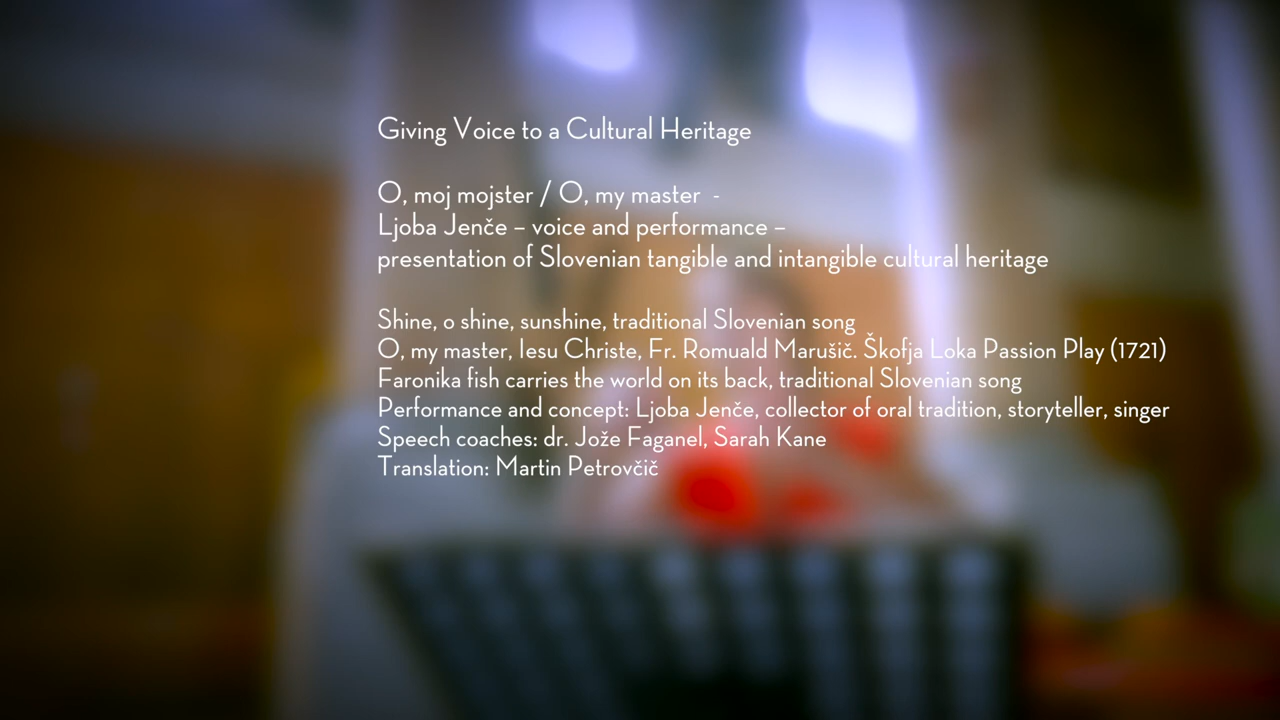 Giving Voice to a Cultural Heritage
O, moj mojster / O, my master -
Ljoba Jenče – voice and performance –
presentation of Slovenian tangible and intangible cultural heritage
Shine, o shine, sunshine, traditional Slovenian song
O, my master, Iesu Christe, Fr. Romuald Marušič. Škofja Loka Passion Play (1721)
Faronika fish carries the world on its back, traditional Slovenian song
Performance and concept: Ljoba Jenče, collector of oral tradition, storyteller, singer
Speech coaches: dr. Jože Faganel, Sarah Kane
Translation: Martin Petrovčič